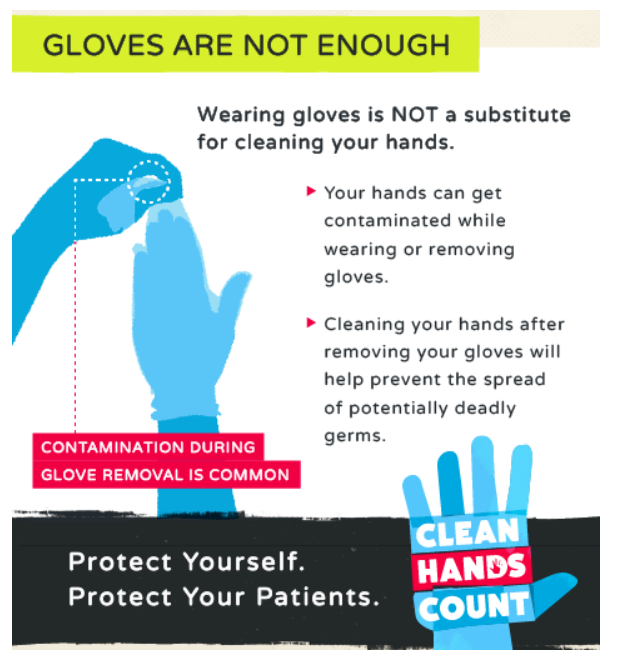 GLOVES ARE NOT ENOUGH
Wearing gloves is NOT a substitute
for cleaning your hands.
Your hands can get
contaminated while
wearing or removing
gloves.
Cleaning your hands after
removing your gloves will
help prevent the spread
of potentially deadly
germs.
CONTAMINATION DURING
GLOVE REMOVAL IS COMMON
Protect Yourself.
Protect Your Patients.
CLEAN
HANDS
COUNT